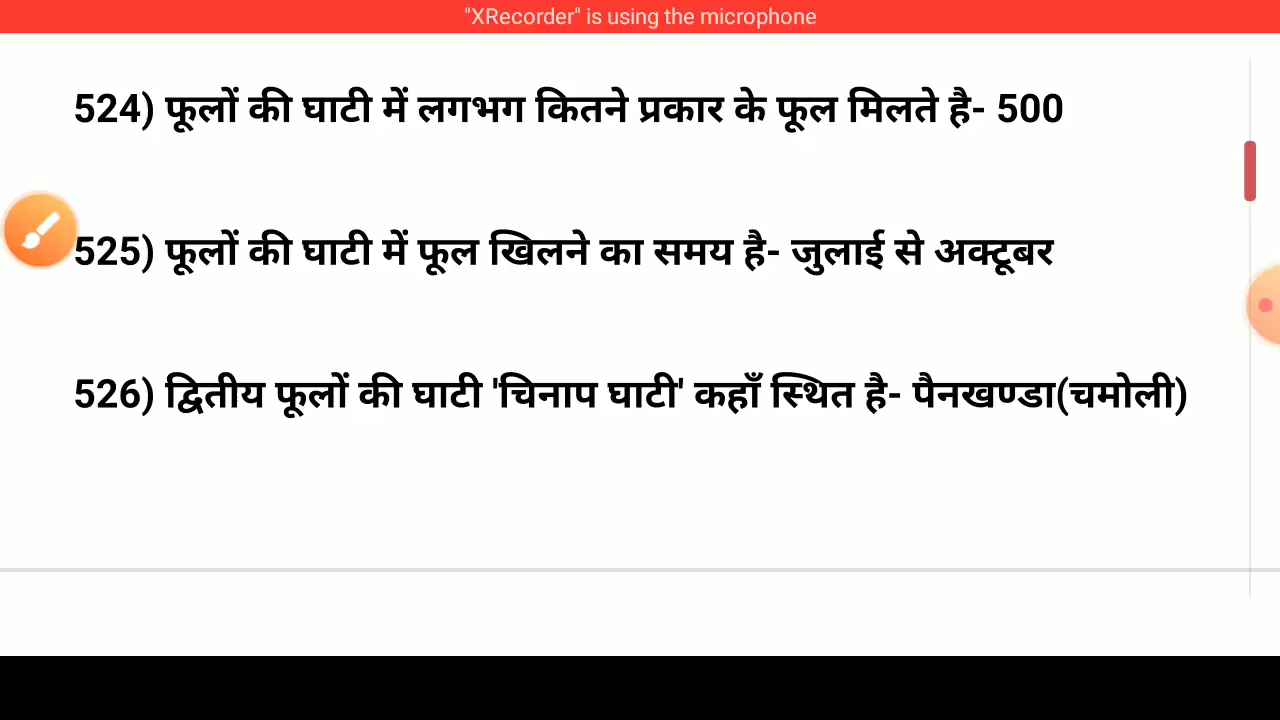 "XRecorder" is using the microphone
524) फूलों की घाटी में लगभग कितने प्रकार के फूल मिलते है- 500
525) फूलों की घाटी में फूल खिलने का समय है- जुलाई से अक्टूबर
526) द्वितीय फूलों की घाटी 'चिनाप घाटी' कहाँ स्थित है- पैनखण्डा(चमोली)